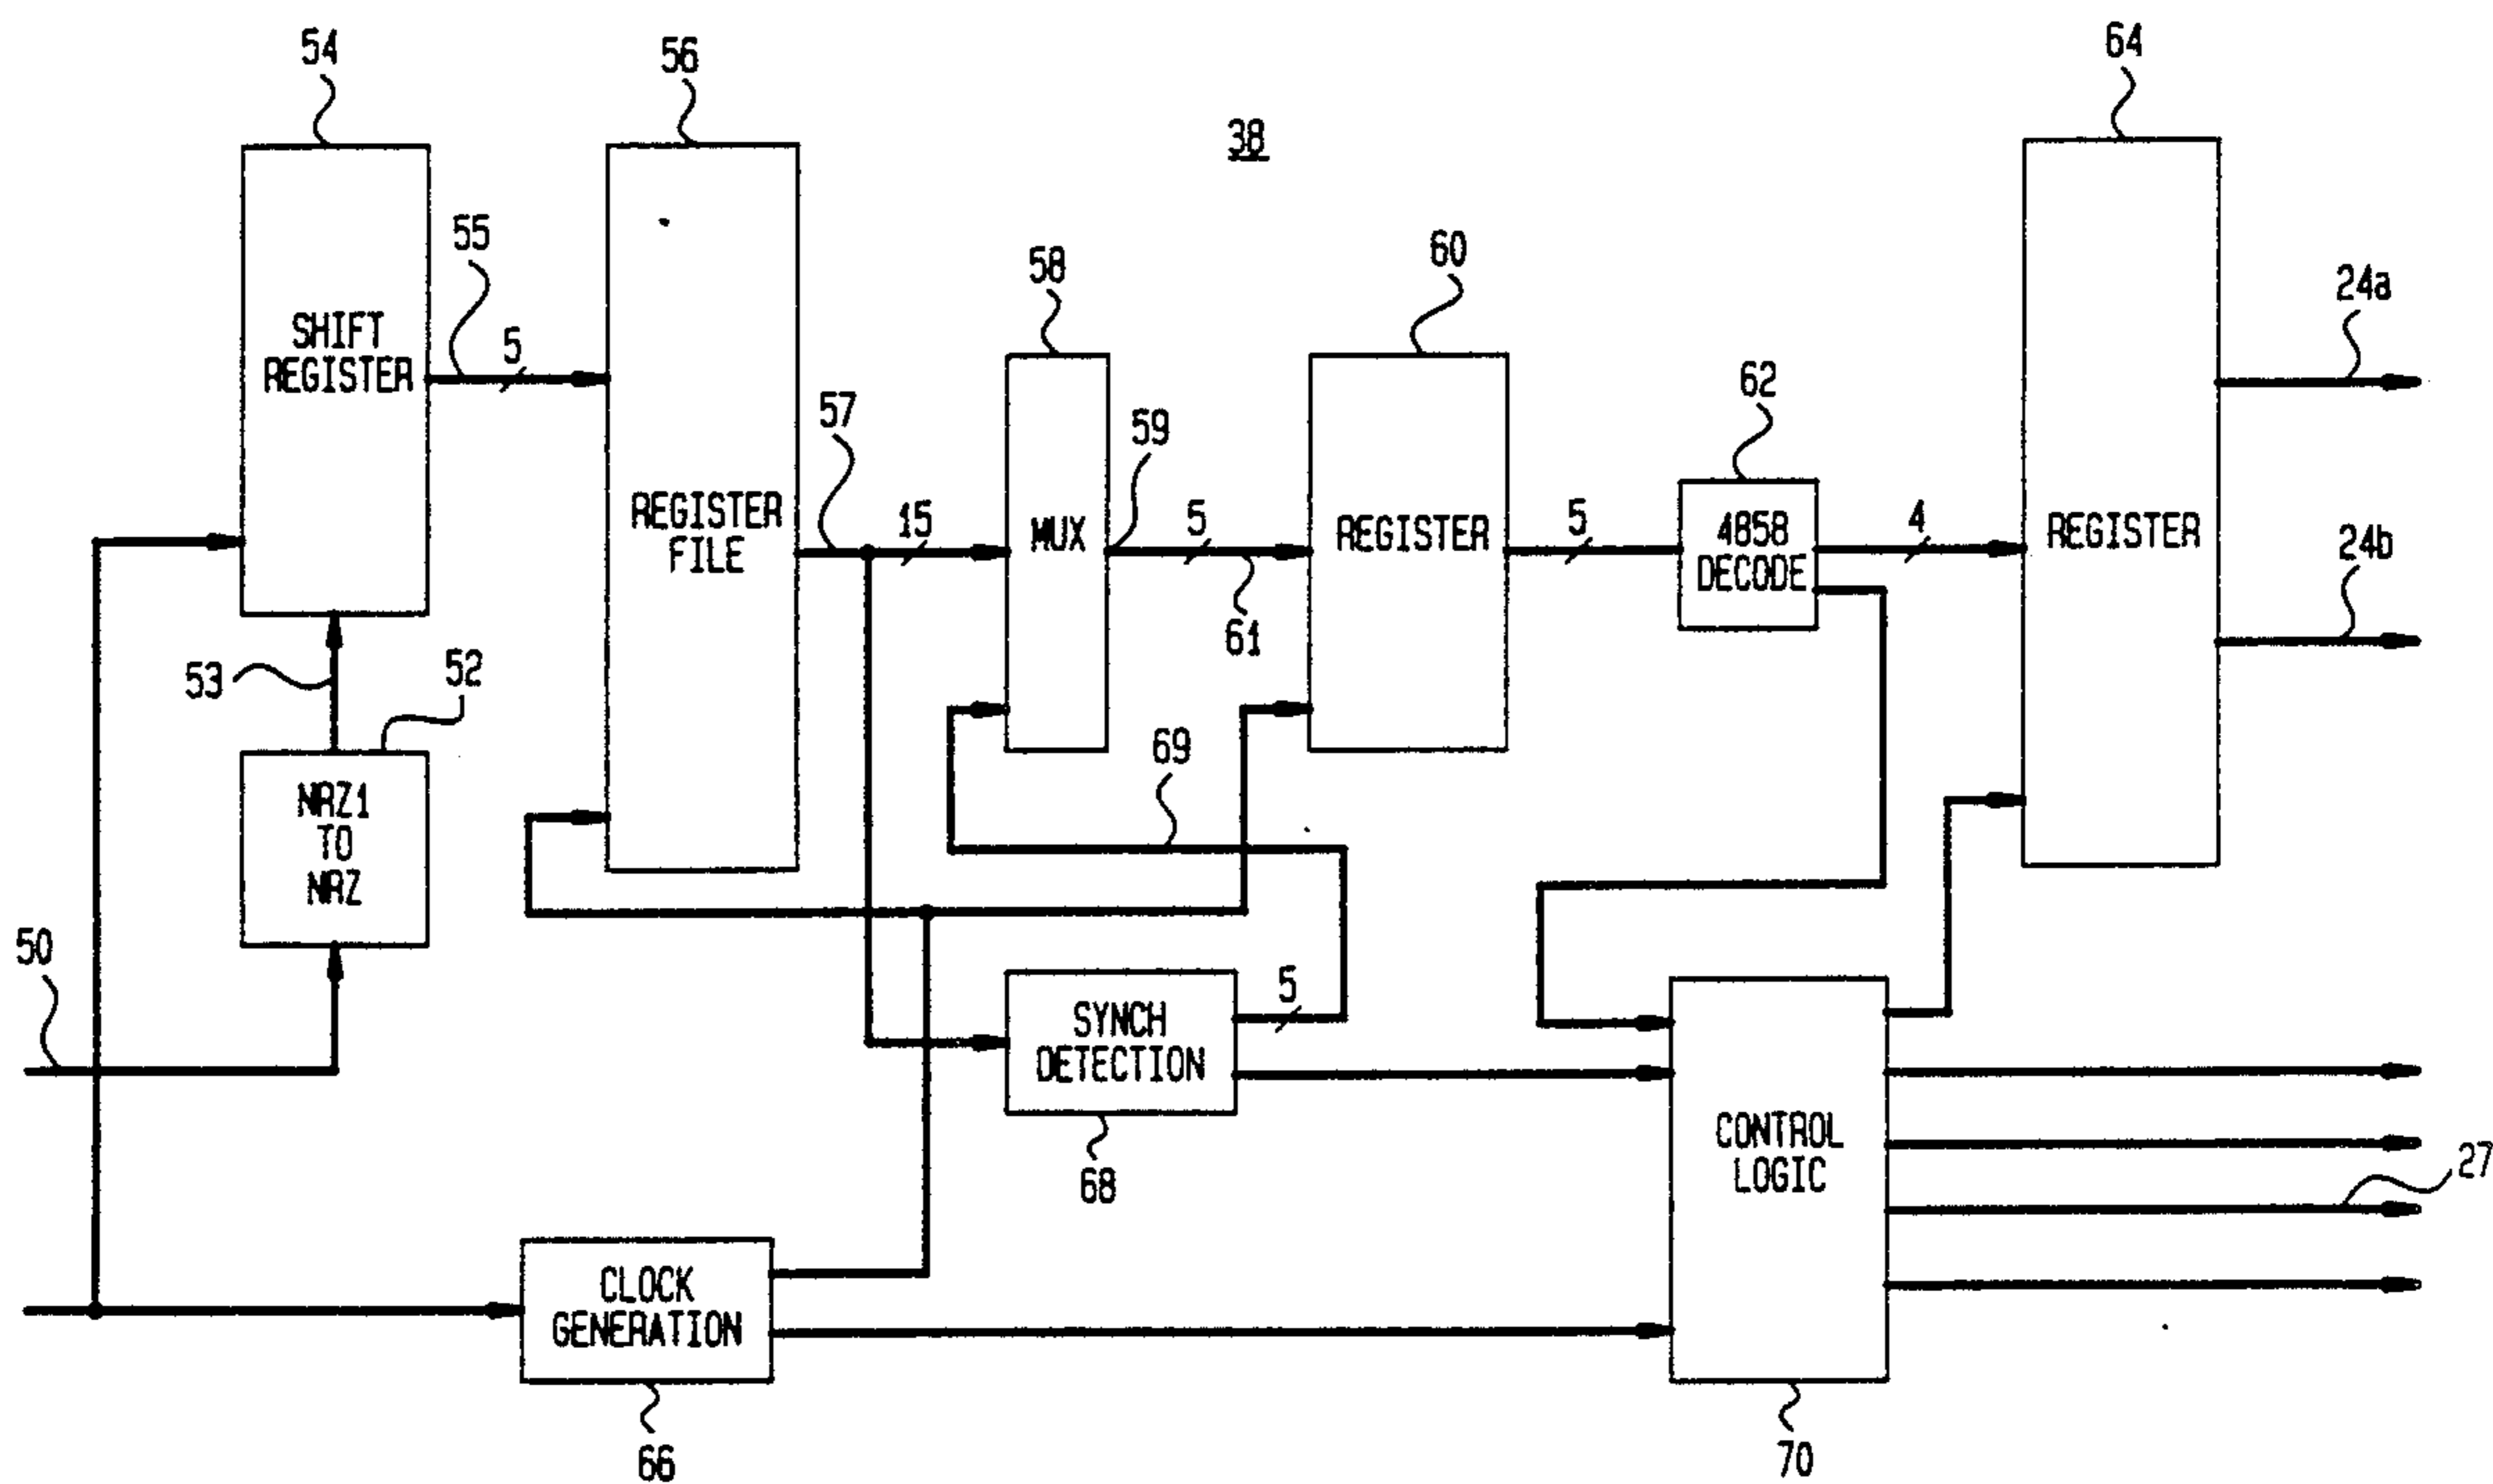 54
56
64
38
55
58
60
24a
SHIFT
REGISTER
5
62
57
59
24b
REGISTER
FILE
15
MUX
5
REGISTER
5
4B5B
DECODE
4
REGISTER
61
53
52
69
NRZ1
TO
NRZ
50
5
SYNCH
DETECTION
CONTROL
LOGIC
27
68
CLOCK
GENERATION
66
70